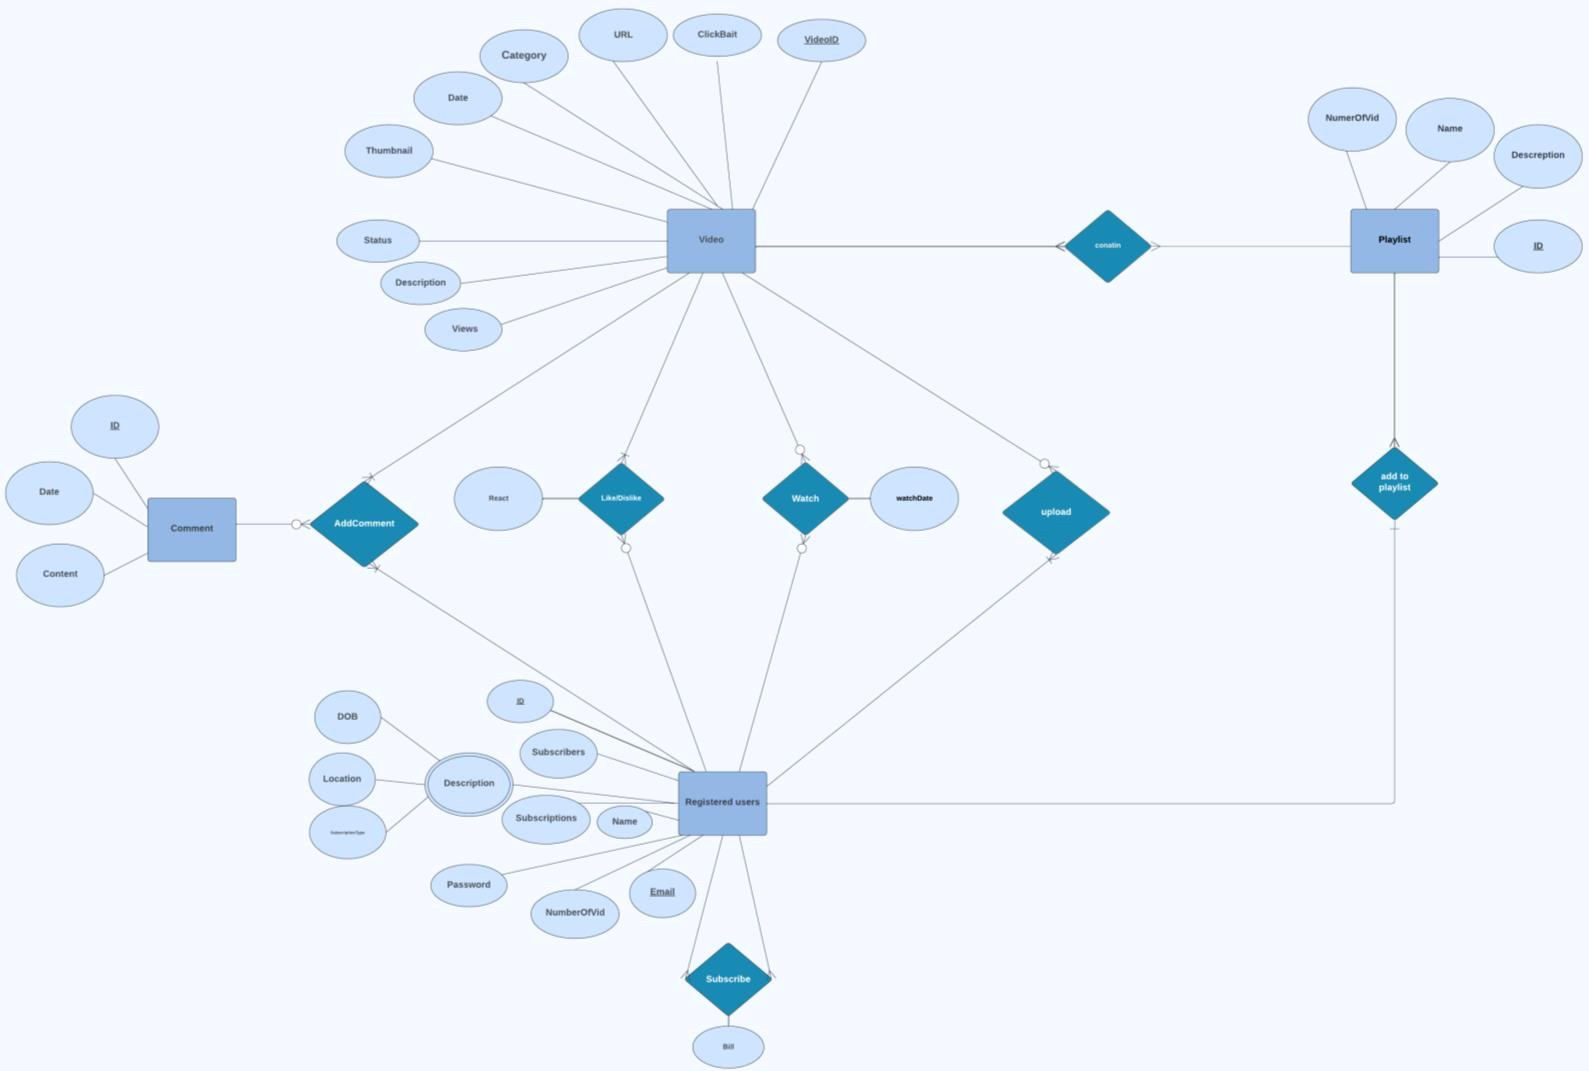 URL
ClickBait
VideoID
Category
Date
Thumbnail
NumerOfVid
Name
Descreption
Status
Video
conatin
Playlist
ID
Description
Views
ID
Date
Comment
Content
AddComment
React
Like/Dislike
Watch
watchDate
upload
add to
playlist
ID
DOB
Subscribers
Location
Description
Registered users
SubscriptionType
Subscriptions
Name
Password
Email
NumberOfVid
Subscribe
Bill